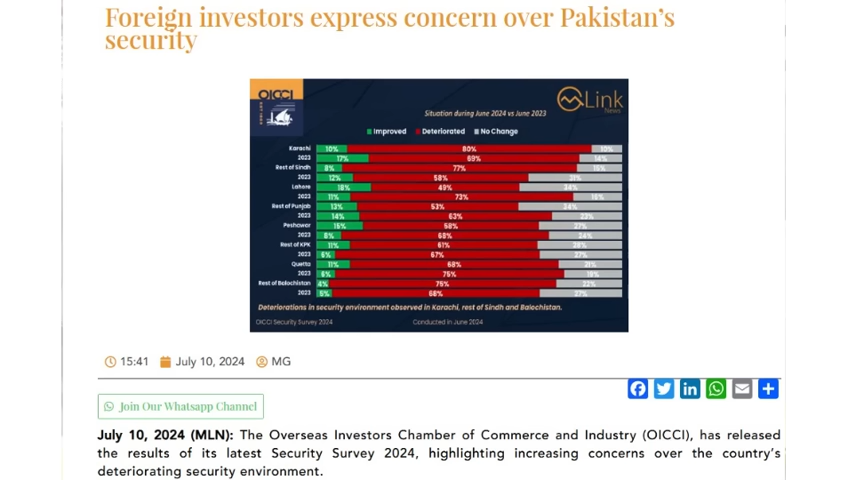 Foreign investors express concern over Pakistan's
security
OICCI
Link
News
Situation during June 2024 vs June 2023
Improved Deteriorated No Change
Karachi 10% 80% 10%
2023 17% 69% 14%
Rest of Sindh 8% 77% 15%
2023 12% 58% 31%
Lahore 18% 49% 34%
2023 11% 73% 16%
Rest of Punjab 13% 53% 34%
2023 14% 63% 23%
Peshawar 15% 58% 27%
2023 8% 68% 24%
Rest of KPK 11% 61% 28%
2023 6% 67% 27%
Quetta 11% 68% 21%
2023 6% 75% 19%
Rest of Balochistan 4% 75% 22%
2023 5% 68% 27%
Deteriorations in security environment observed in Karachi, rest of Sindh and Balochistan.
OICCI Security Survey 2024 Conducted in June 2024
15:41 July 10, 2024 MG
Join Our Whatsapp Channel
July 10, 2024 (MLN): The Overseas Investors Chamber of Commerce and Industry (OICCI), has released
the results of its latest Security Survey 2024, highlighting increasing concerns over the country's
deteriorating security environment.